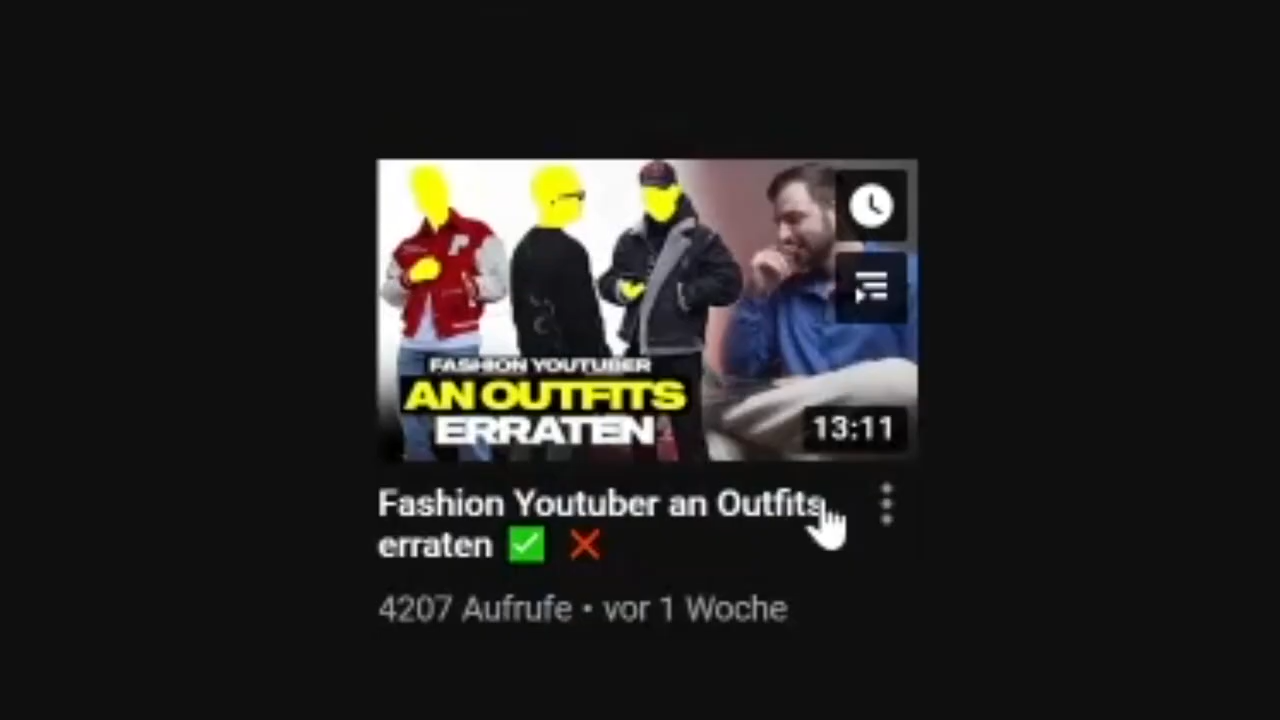 FASHION YOUTUBER
AN OUTFITS
ERRATEN
13:11
Fashion Youtuber an Outfits
erraten ✅ ❌
4207 Aufrufe • vor 1 Woche